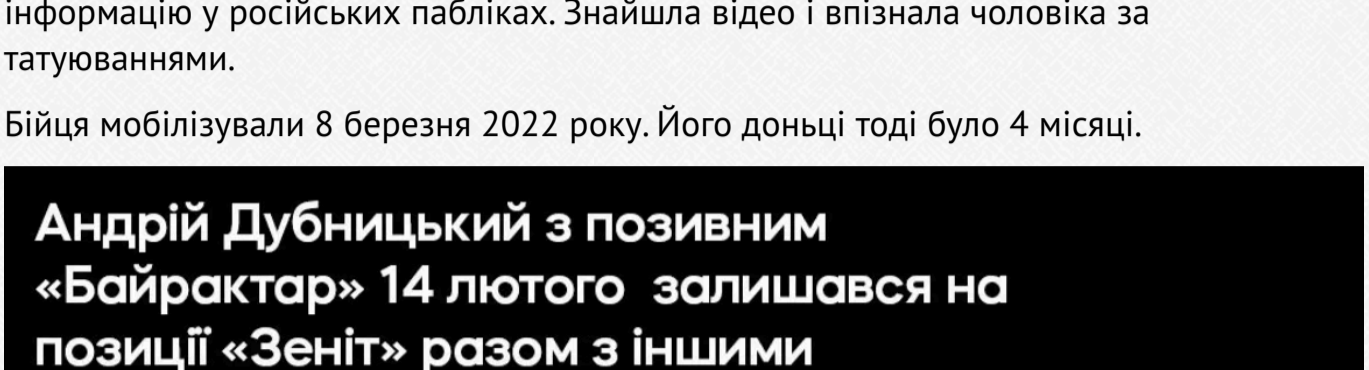 інформацію у російських пабліках. Знайшла відео і впізнала чоловіка за
татуюваннями.
Бійця мобілізували 8 березня 2022 року. Його доньці тоді було 4 місяці.
Андрій Дубницький з позивним
«Байрактар» 14 лютого залишався на
позиції «Зеніт» разом з іншими